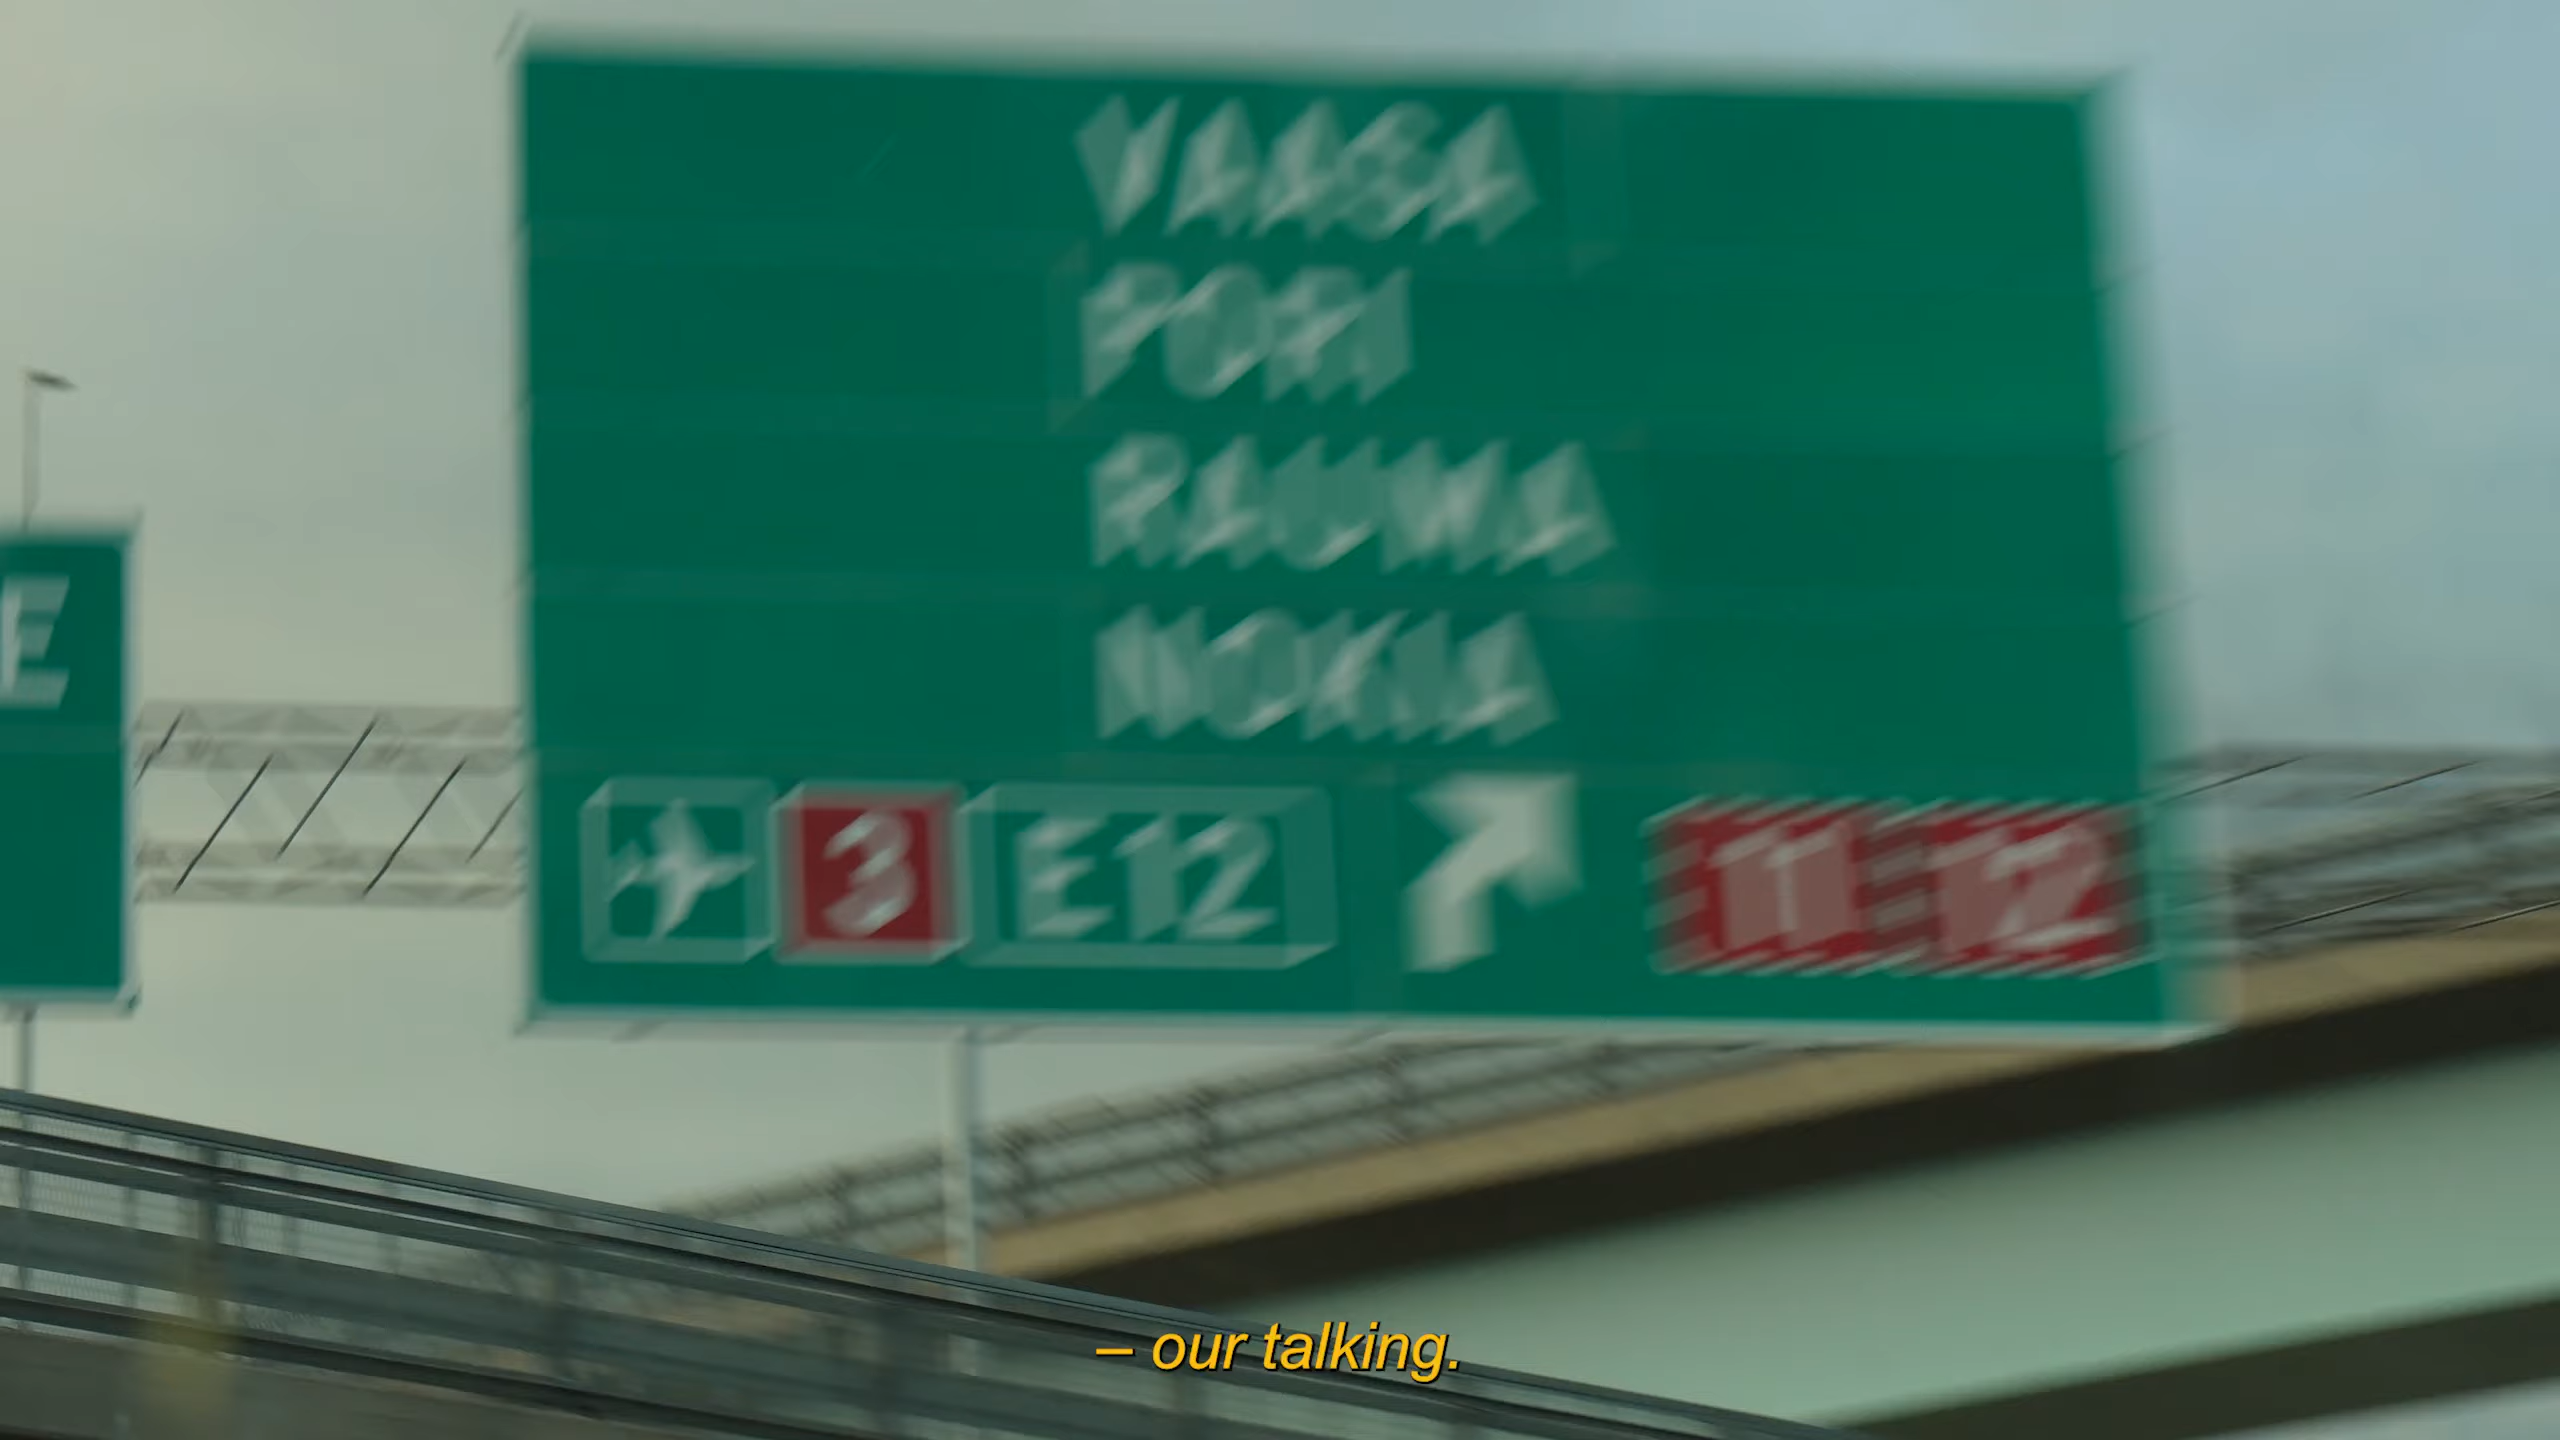 VAASA
PORI
RAUMA
NOKIA
E
3 E12 11 12
– our talking.